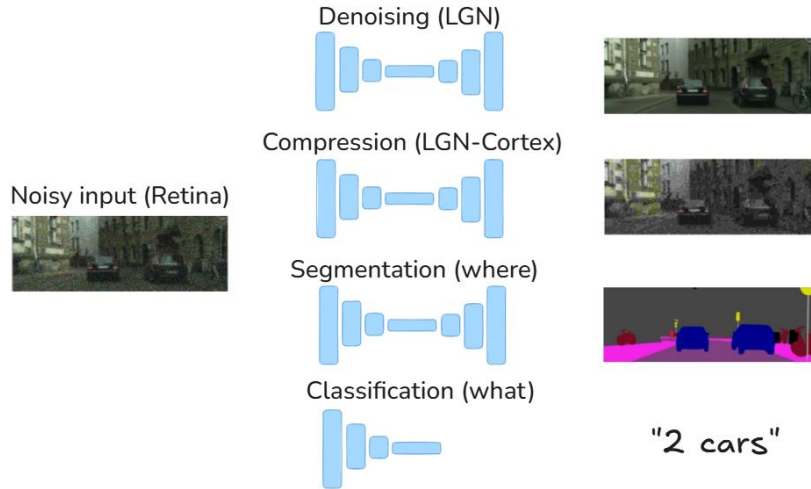 Denoising (LGN)
Compression (LGN-Cortex)
Noisy input (Retina)
Segmentation (where)
Classification (what)
"2 cars"